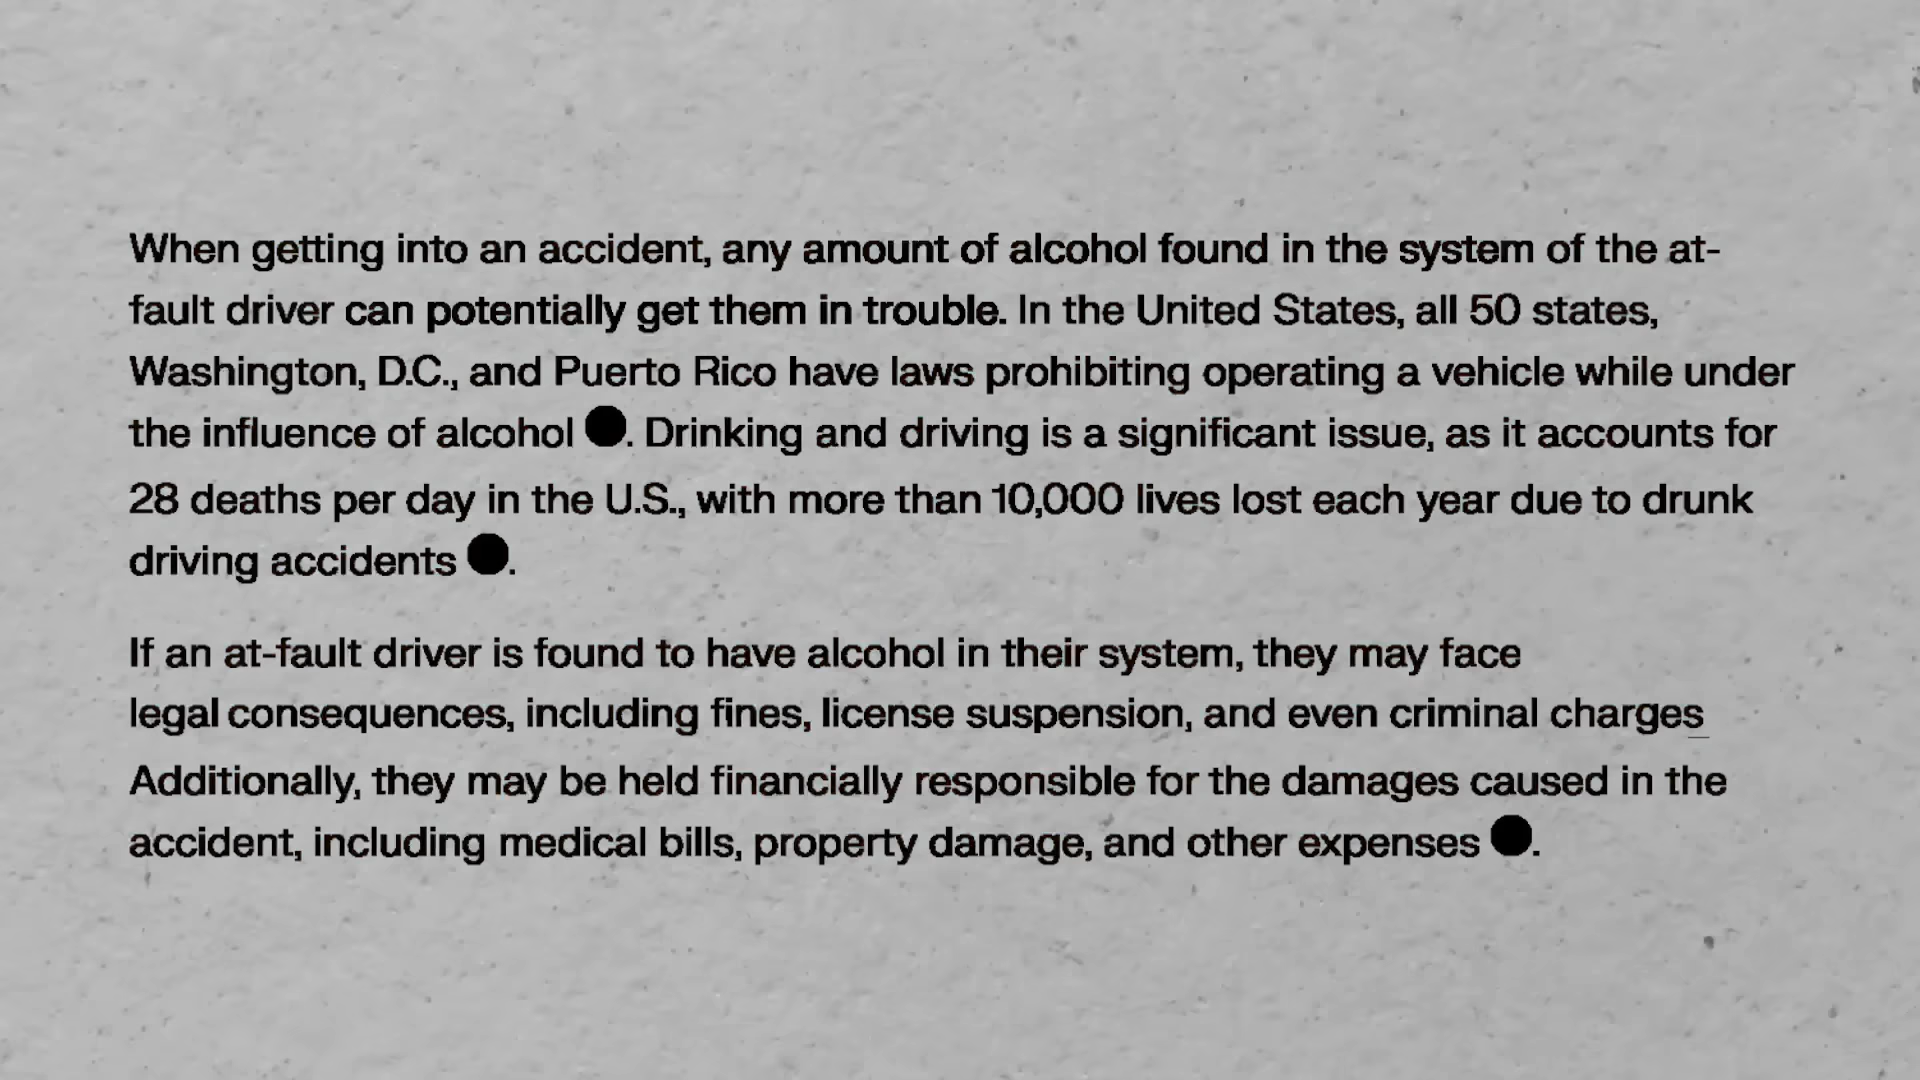 When getting into an accident, any amount of alcohol found in the system of the at-
fault driver can potentially get them in trouble. In the United States, all 50 states,
Washington, D.C., and Puerto Rico have laws prohibiting operating a vehicle while under
the influence of alcohol ●. Drinking and driving is a significant issue, as it accounts for
28 deaths per day in the U.S., with more than 10,000 lives lost each year due to drunk
driving accidents ●.
If an at-fault driver is found to have alcohol in their system, they may face
legal consequences, including fines, license suspension, and even criminal charges
Additionally, they may be held financially responsible for the damages caused in the
accident, including medical bills, property damage, and other expenses ●.